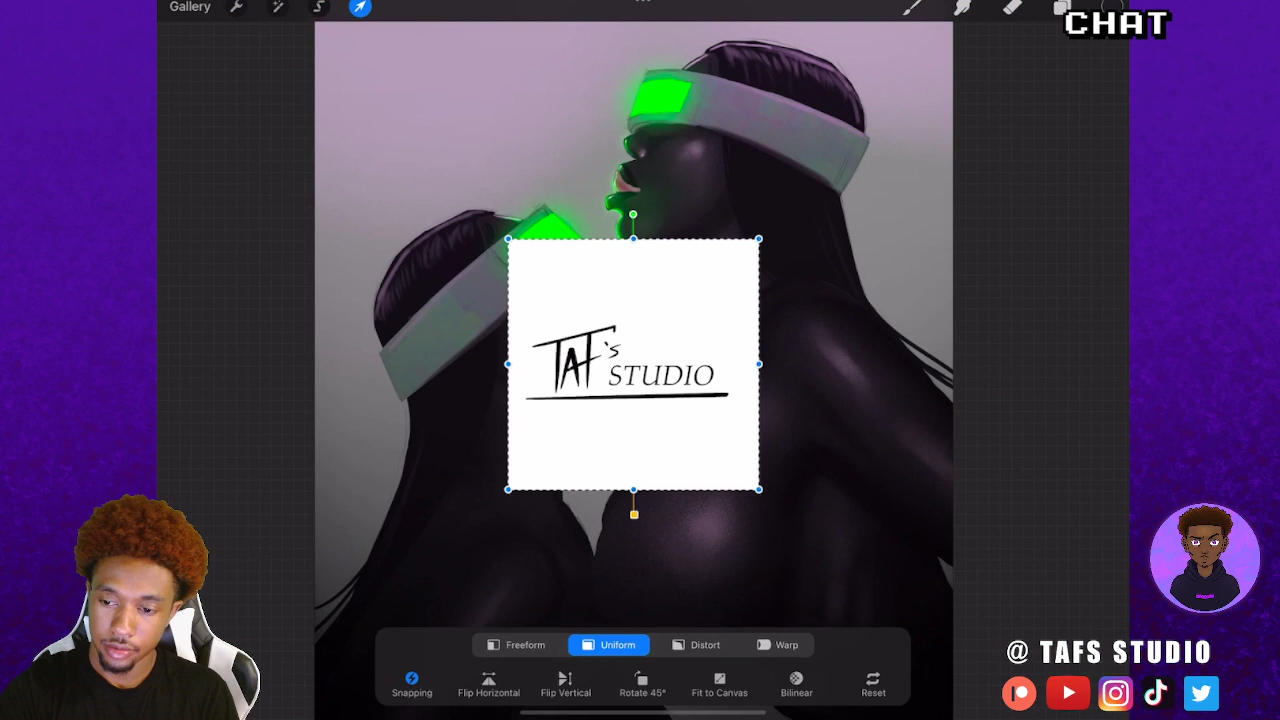 Gallery
CHAT
TAF's
STUDIO
Freeform
Uniform
Distort
Warp
Snapping
Flip Horizontal
Flip Vertical
Rotate 45°
Fit to Canvas
Bilinear
Reset
@ TAFS STUDIO